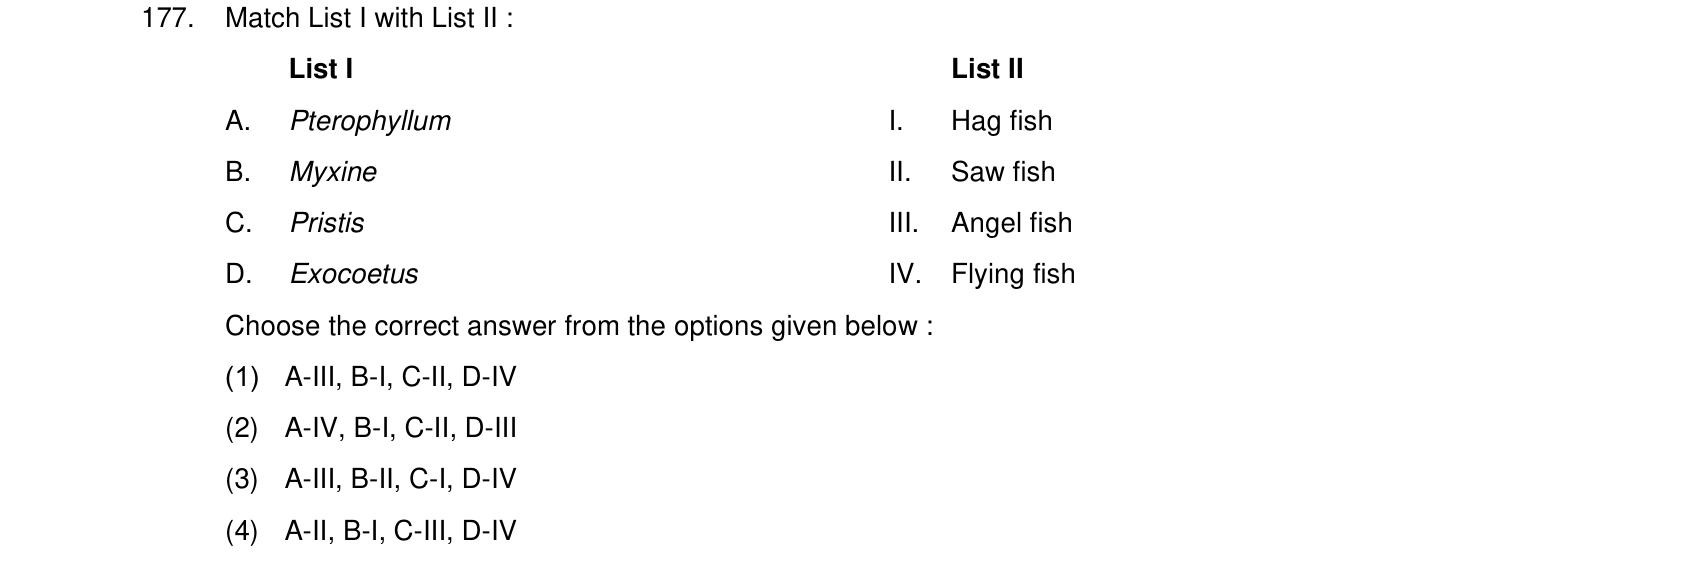 177. Match List I with List II :
List I List II
A. Pterophyllum I. Hag fish
B. Myxine II. Saw fish
C. Pristis III. Angel fish
D. Exocoetus IV. Flying fish
Choose the correct answer from the options given below :
(1) A-III, B-I, C-II, D-IV
(2) A-IV, B-I, C-II, D-III
(3) A-III, B-II, C-I, D-IV
(4) A-II, B-I, C-III, D-IV